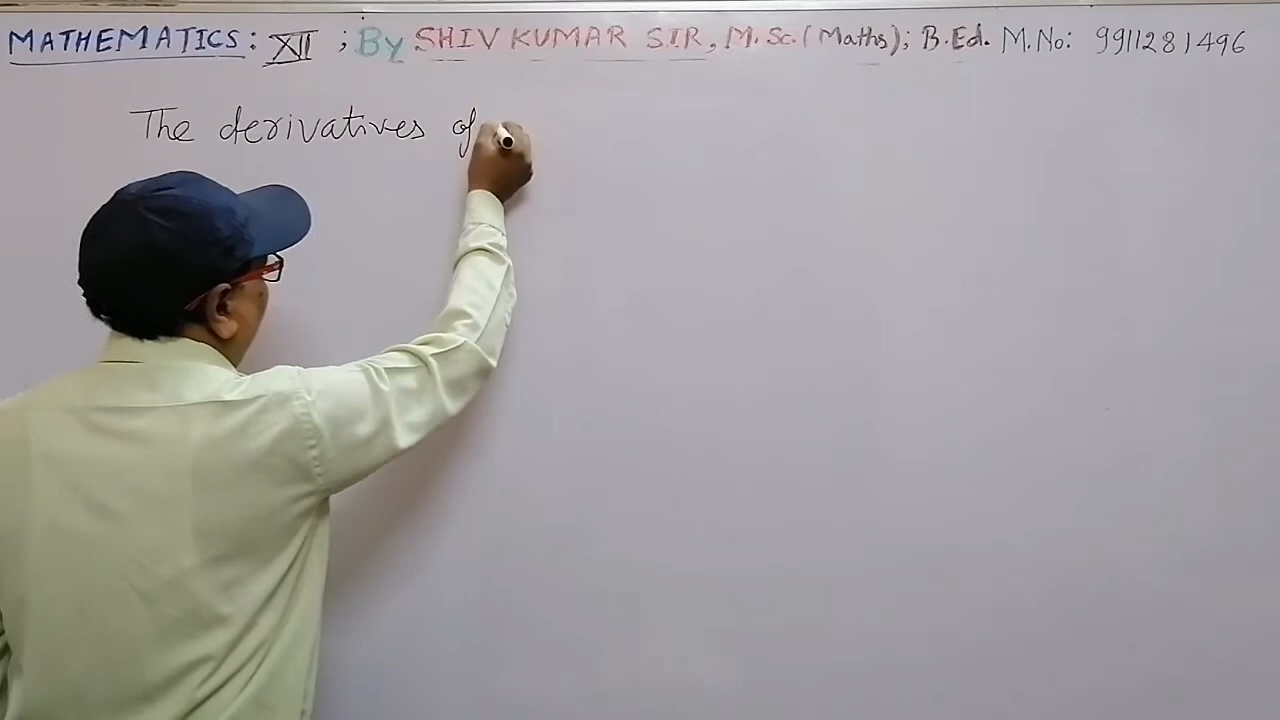 MATHEMATICS: XII ; By SHIV KUMAR SIR, M.Sc.(Maths); B.Ed. M.No: 9911281496
The derivatives of